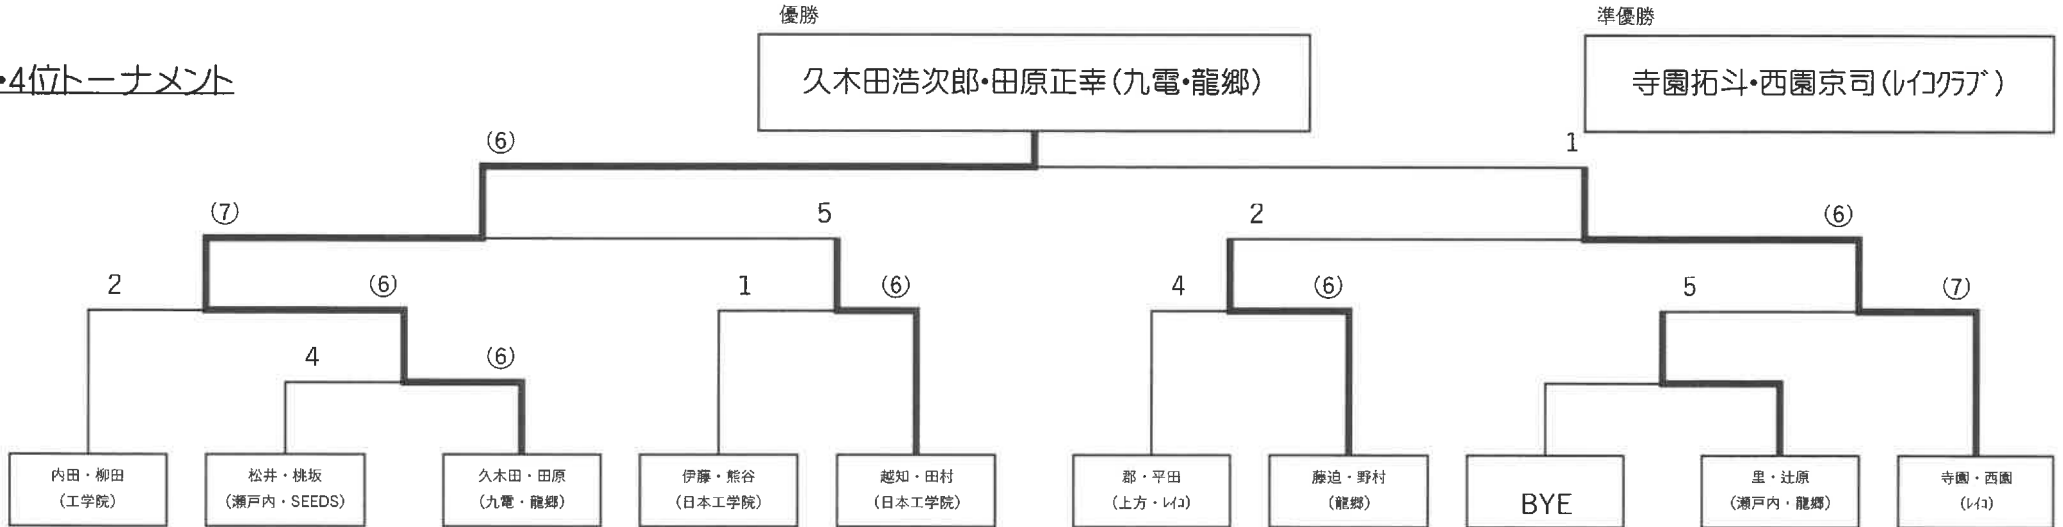 優勝
準優勝
・4位トーナメント
久木田浩次郎・田原正幸(九電・龍郷)
寺園拓斗・西園京司(ﾚｲｺｸﾗﾌﾞ)
⑥
1
⑦
5
2
⑥
2
⑥
1
⑥
4
⑥
5
⑦
4
⑥
内田・柳田
(工学院)
松井・桃坂
(瀬戸内・SEEDS)
久木田・田原
(九電・龍郷)
伊藤・熊谷
(日本工学院)
越知・田村
(日本工学院)
郡・平田
(上方・ﾚｲｺ)
藤迫・野村
(龍郷)
BYE
里・辻原
(瀬戸内・龍郷)
寺園・西園
(ﾚｲｺ)